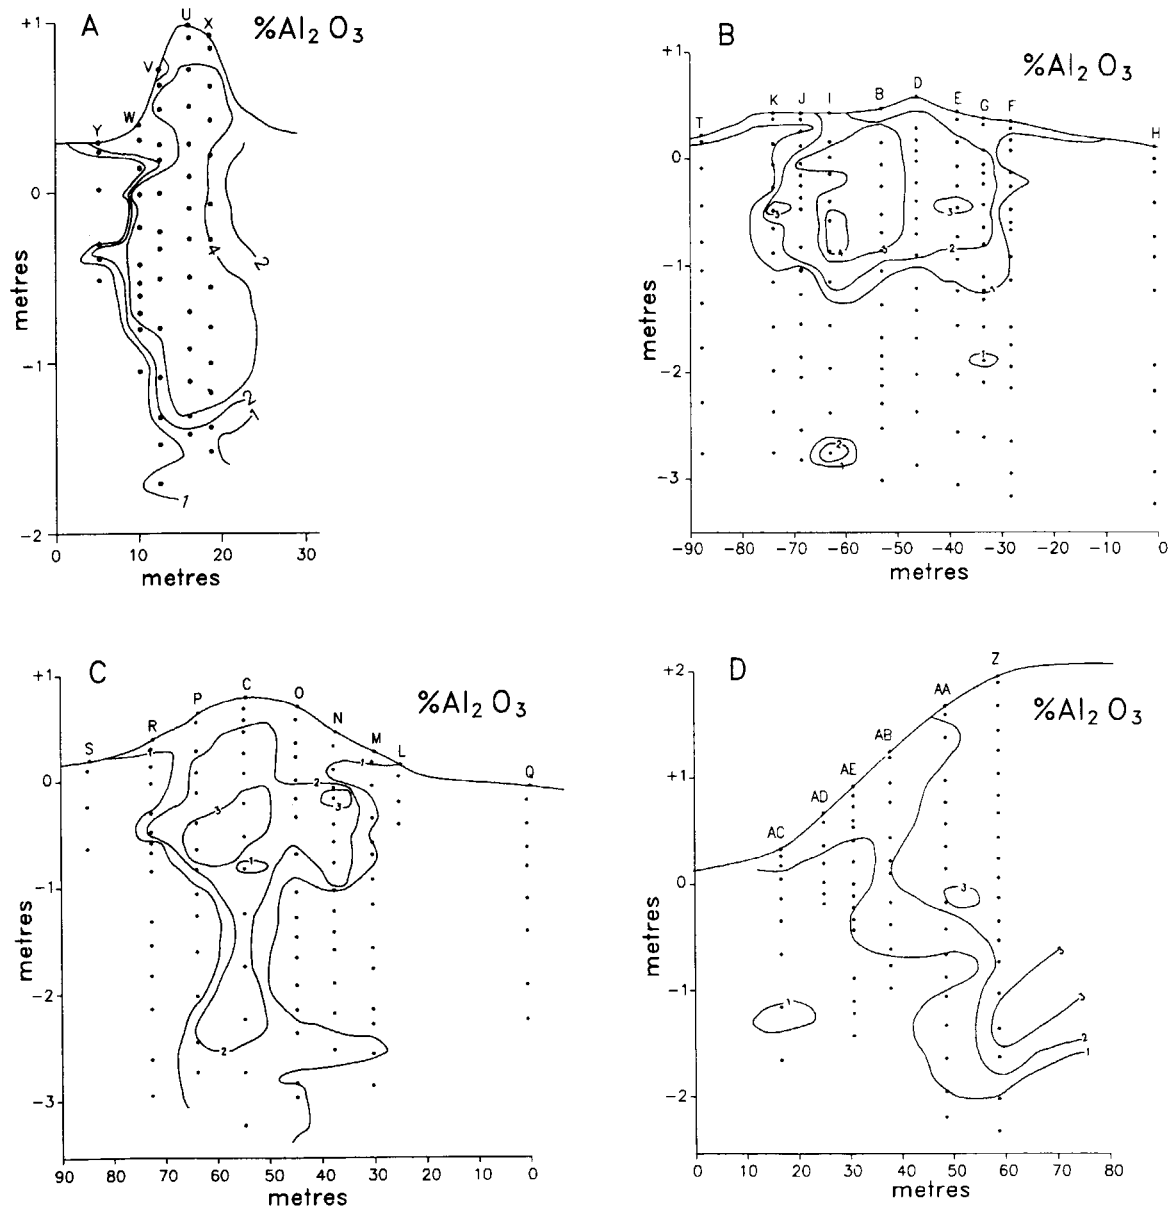 A
%Al2O3
+1
0
−1
−2
metres
0 10 20 30
metres
U
X
V
W
Y
4
2
2
1
1
B
%Al2O3
+1
0
−1
−2
−3
metres
−90 −80 −70 −60 −50 −40 −30 −20 −10 0
metres
T K J I B D E G F H
3
3
4
2
1
2
1
C
%Al2O3
+1
0
−1
−2
−3
metres
90 80 70 60 50 40 30 20 10 0
metres
S R P C O N M L Q
1
1
2
3
3
1
2
D
%Al2O3
+2
+1
0
−1
−2
metres
0 10 20 30 40 50 60 70 80
metres
AC AD AE AB AA Z
3
3
3
2
1
1